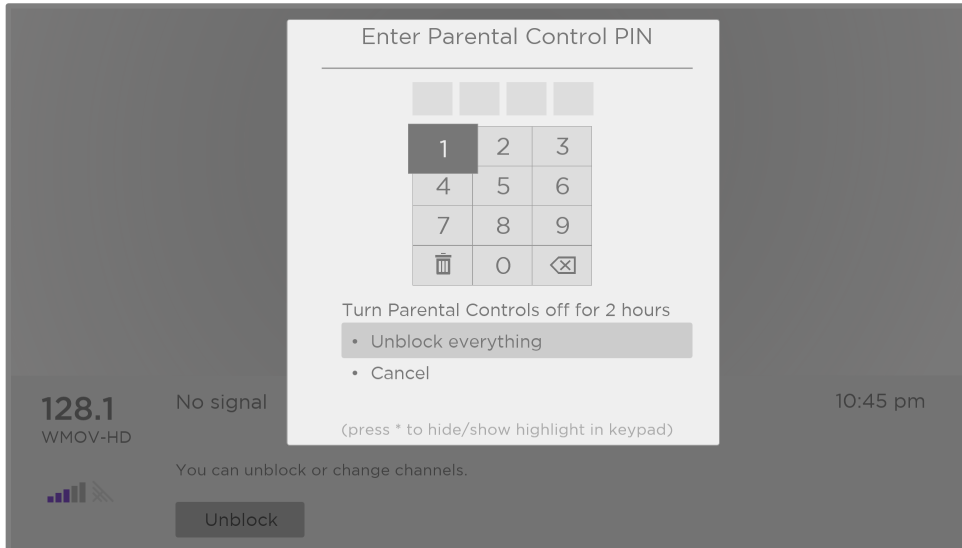 Enter Parental Control PIN
1 2 3
4 5 6
7 8 9
0
Turn Parental Controls off for 2 hours
• Unblock everything
• Cancel
(press * to hide/show highlight in keypad)
128.1
WMOV-HD
No signal
10:45 pm
You can unblock or change channels.
Unblock